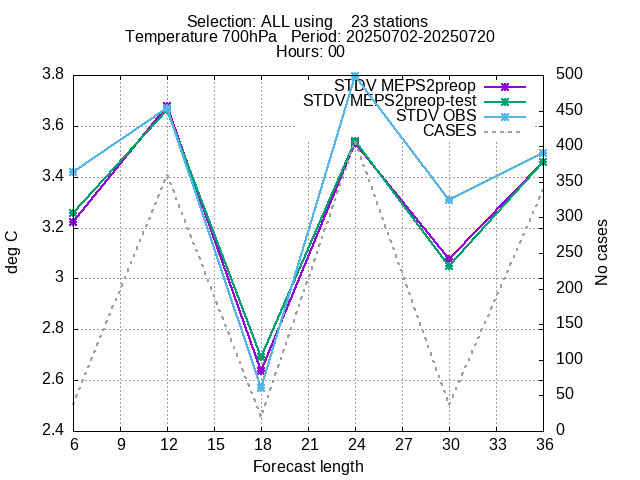 Selection: ALL using 23 stations
Temperature 700hPa Period: 20250702-20250720
Hours: 00
STDV MEPS2preop
STDV MEPS2preop-test
STDV OBS
CASES
3.8
3.6
3.4
3.2
3
2.8
2.6
2.4
deg C
500
450
400
350
300
250
200
150
100
50
0
No cases
6 9 12 15 18 21 24 27 30 33 36
Forecast length